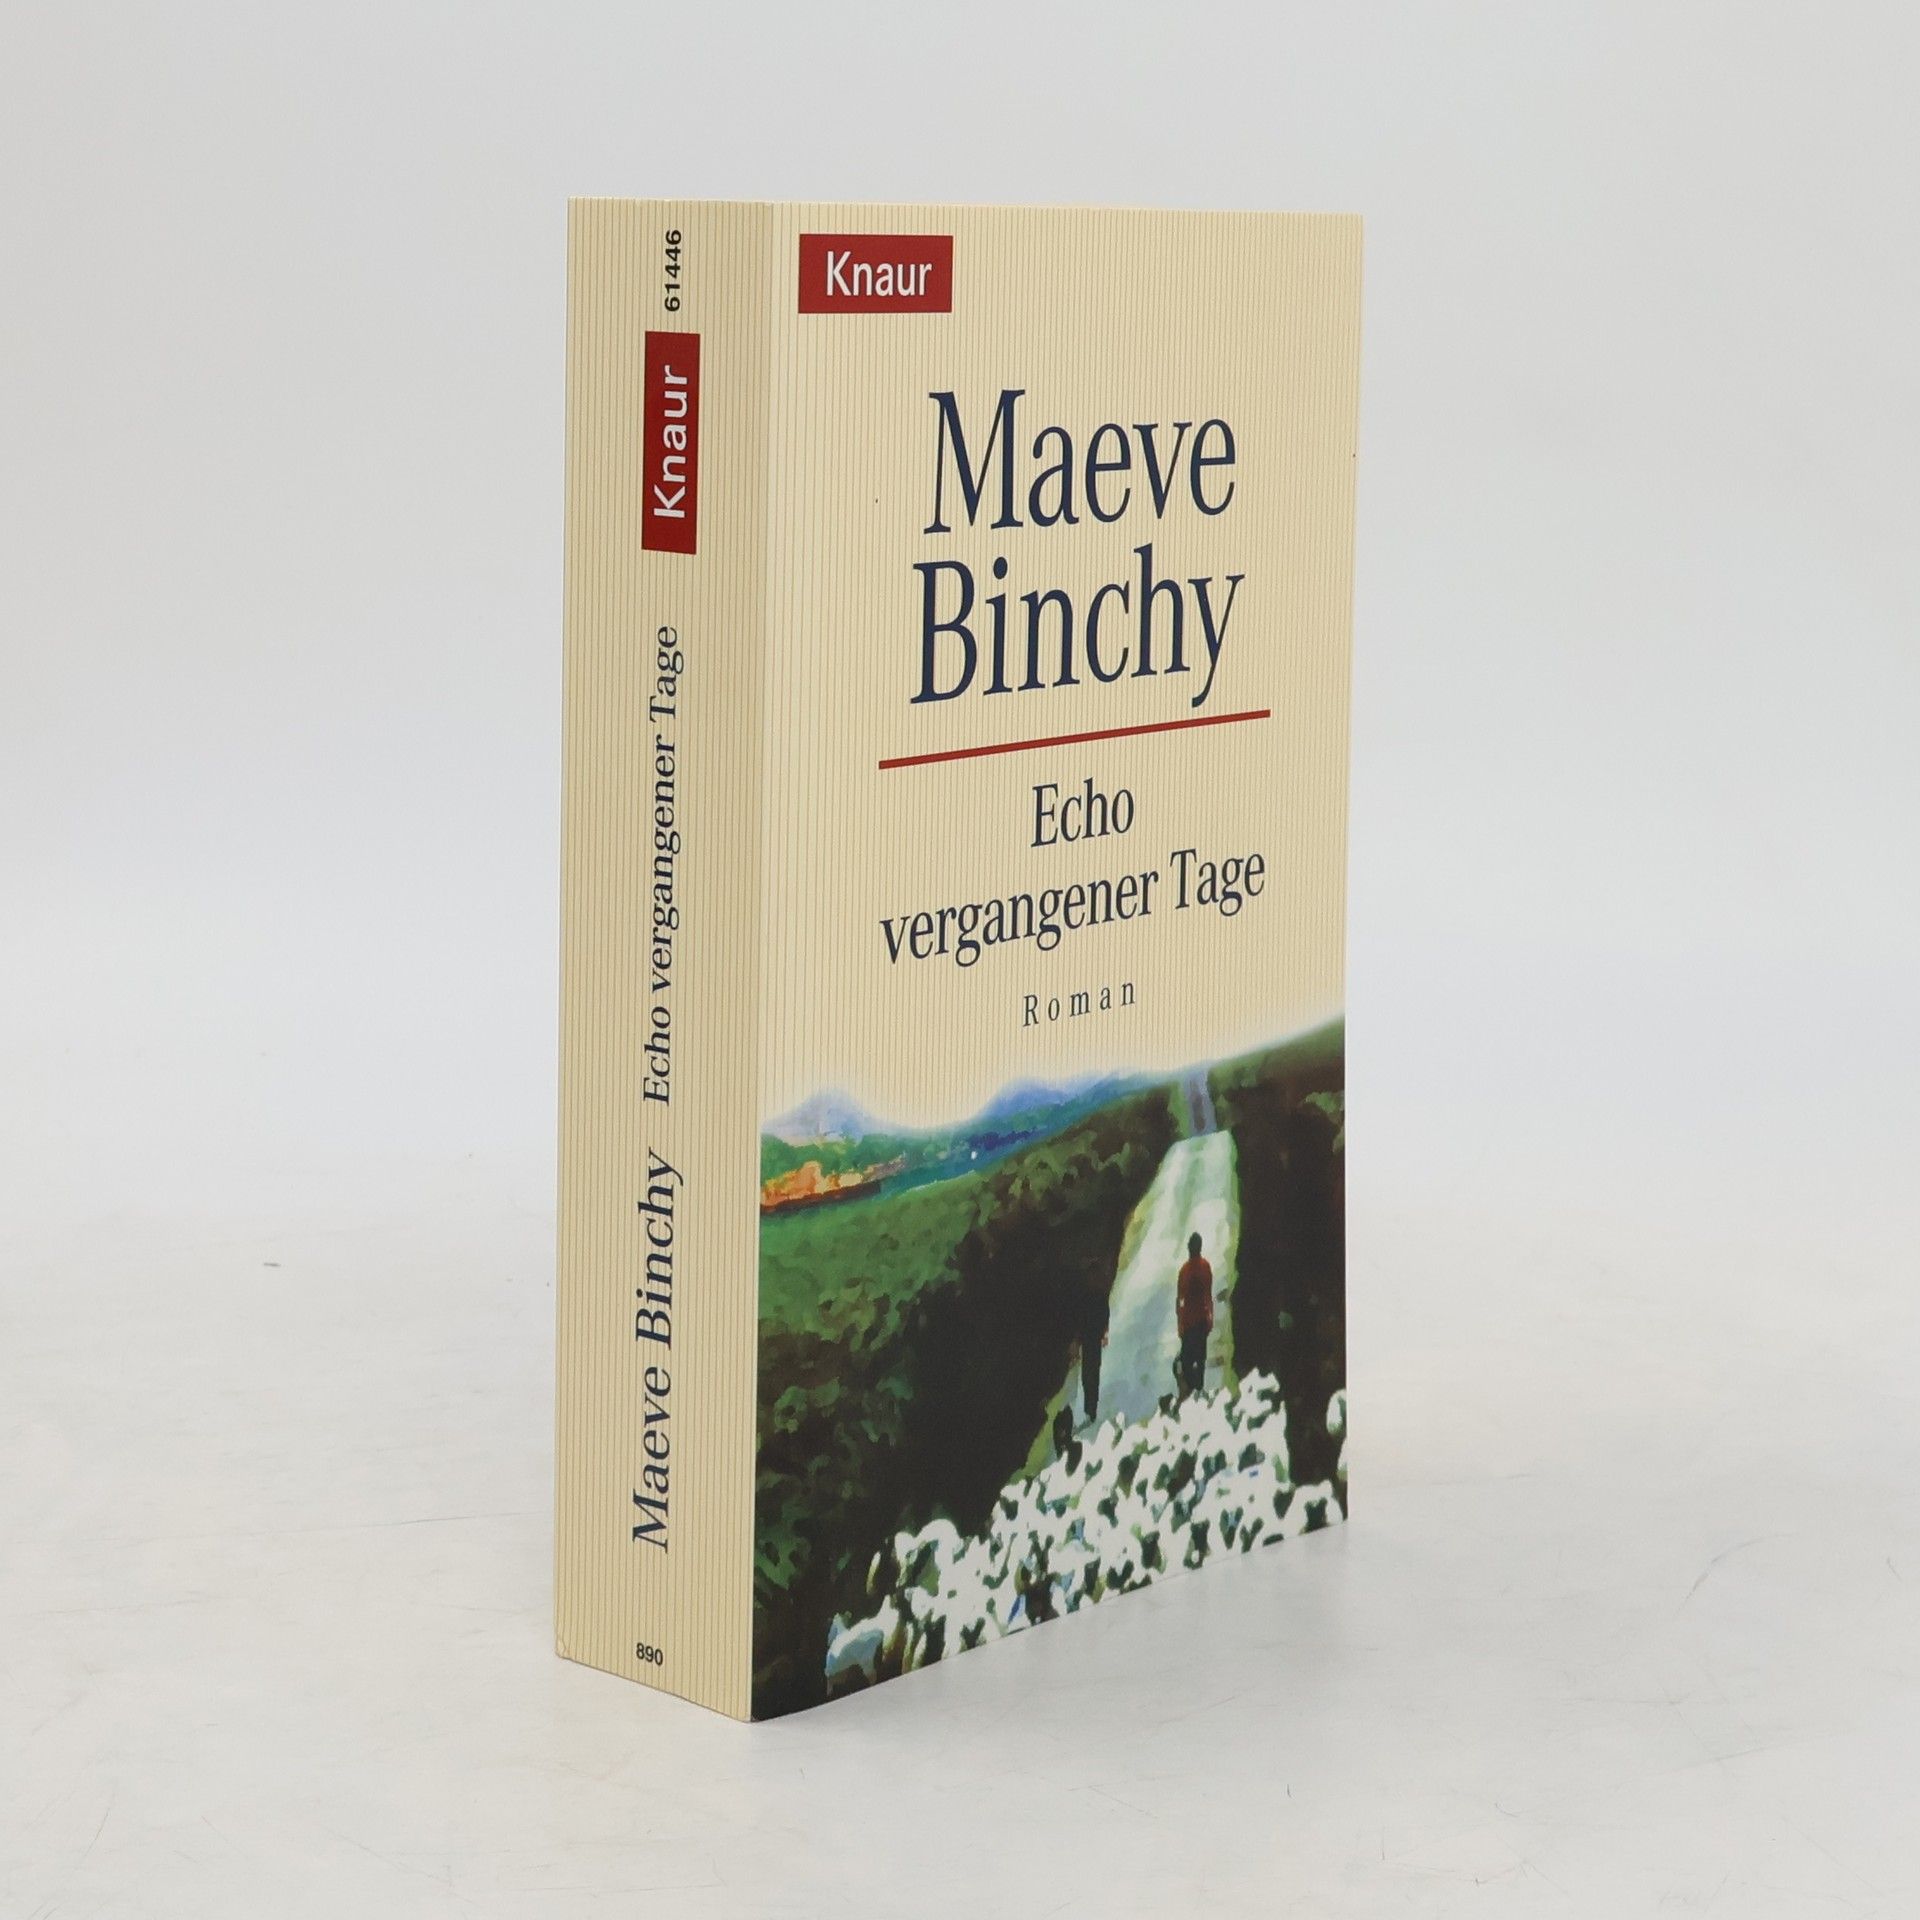 61446
Knaur
Maeve Binchy Echo vergangener Tage
890
Knaur
Maeve
Binchy
Echo
vergangener Tage
Roman